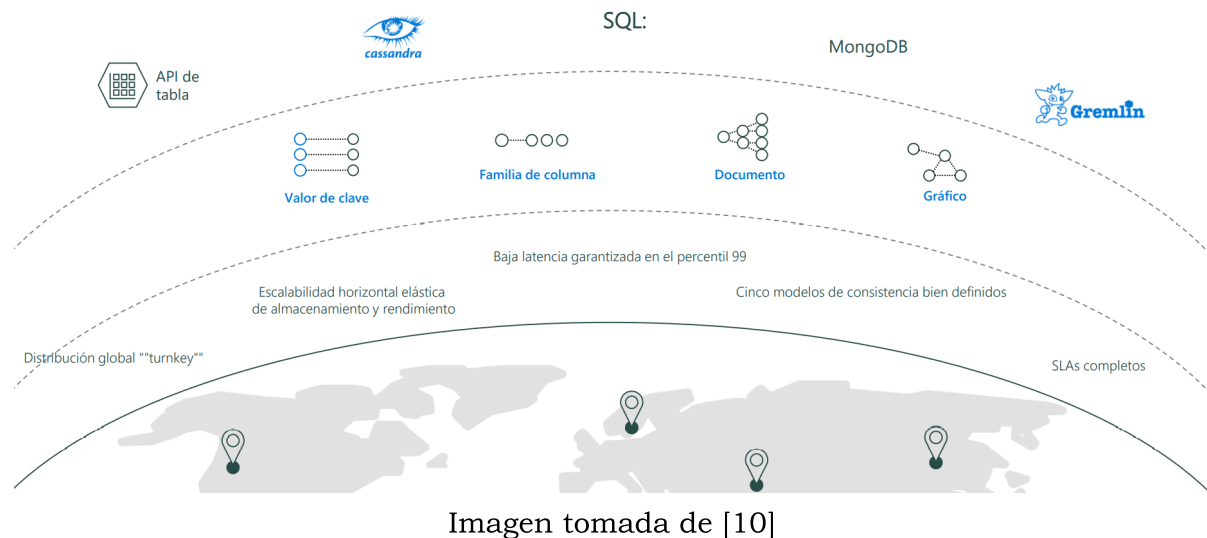 SQL:
cassandra
MongoDB
API de
tabla
Gremlin
Valor de clave
Familia de columna
Documento
Gráfico
Baja latencia garantizada en el percentil 99
Escalabilidad horizontal elástica
de almacenamiento y rendimiento
Cinco modelos de consistencia bien definidos
Distribución global ""turnkey""
SLAs completos
Imagen tomada de [10]